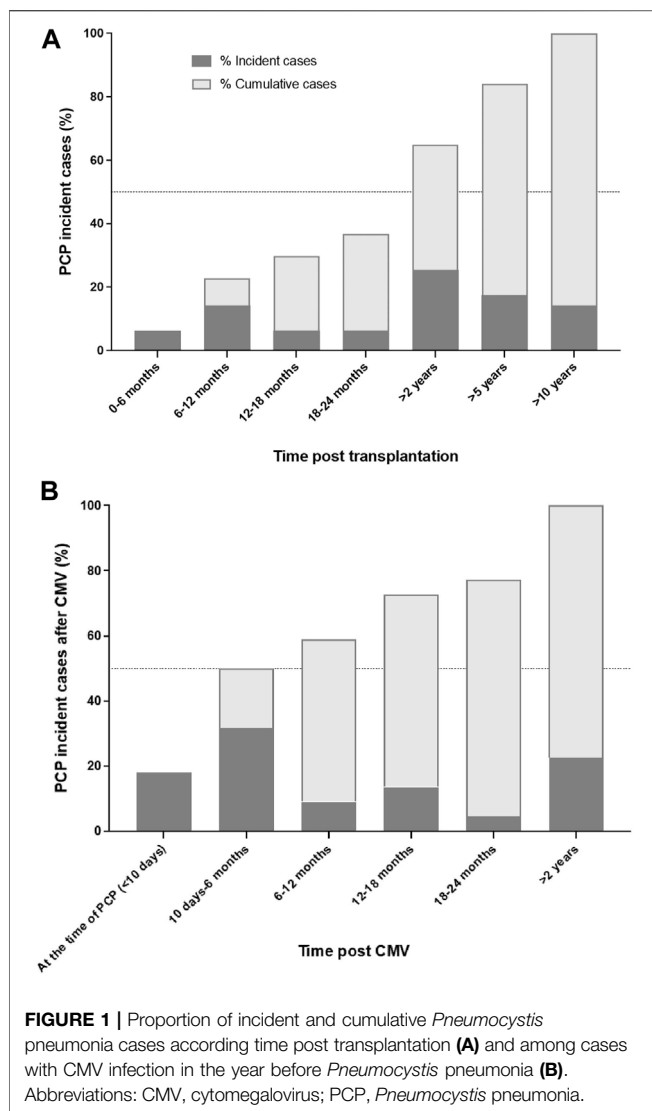 A
% Incident cases
% Cumulative cases
PCP incident cases (%)
100
80
60
40
20
0
0-6 months
6-12 months
12-18 months
18-24 months
>2 years
>5 years
>10 years
Time post transplantation
B
PCP incident cases after CMV (%)
100
80
60
40
20
0
At the time of PCP (<10 days)
10 days-6 months
6-12 months
12-18 months
18-24 months
>2 years
Time post CMV
FIGURE 1 | Proportion of incident and cumulative Pneumocystis
pneumonia cases according time post transplantation (A) and among cases
with CMV infection in the year before Pneumocystis pneumonia (B).
Abbreviations: CMV, cytomegalovirus; PCP, Pneumocystis pneumonia.